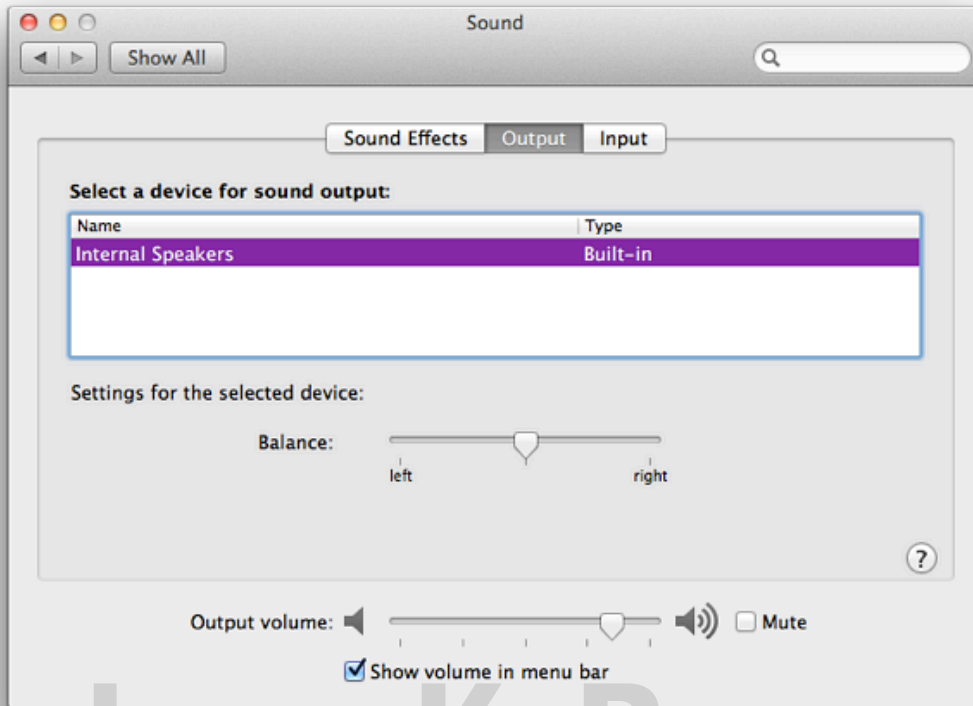 Sound
Show All
Sound Effects Output Input
Select a device for sound output:
Name Type
Internal Speakers Built-in
Settings for the selected device:
Balance:
left right
?
Output volume: Mute
Show volume in menu bar